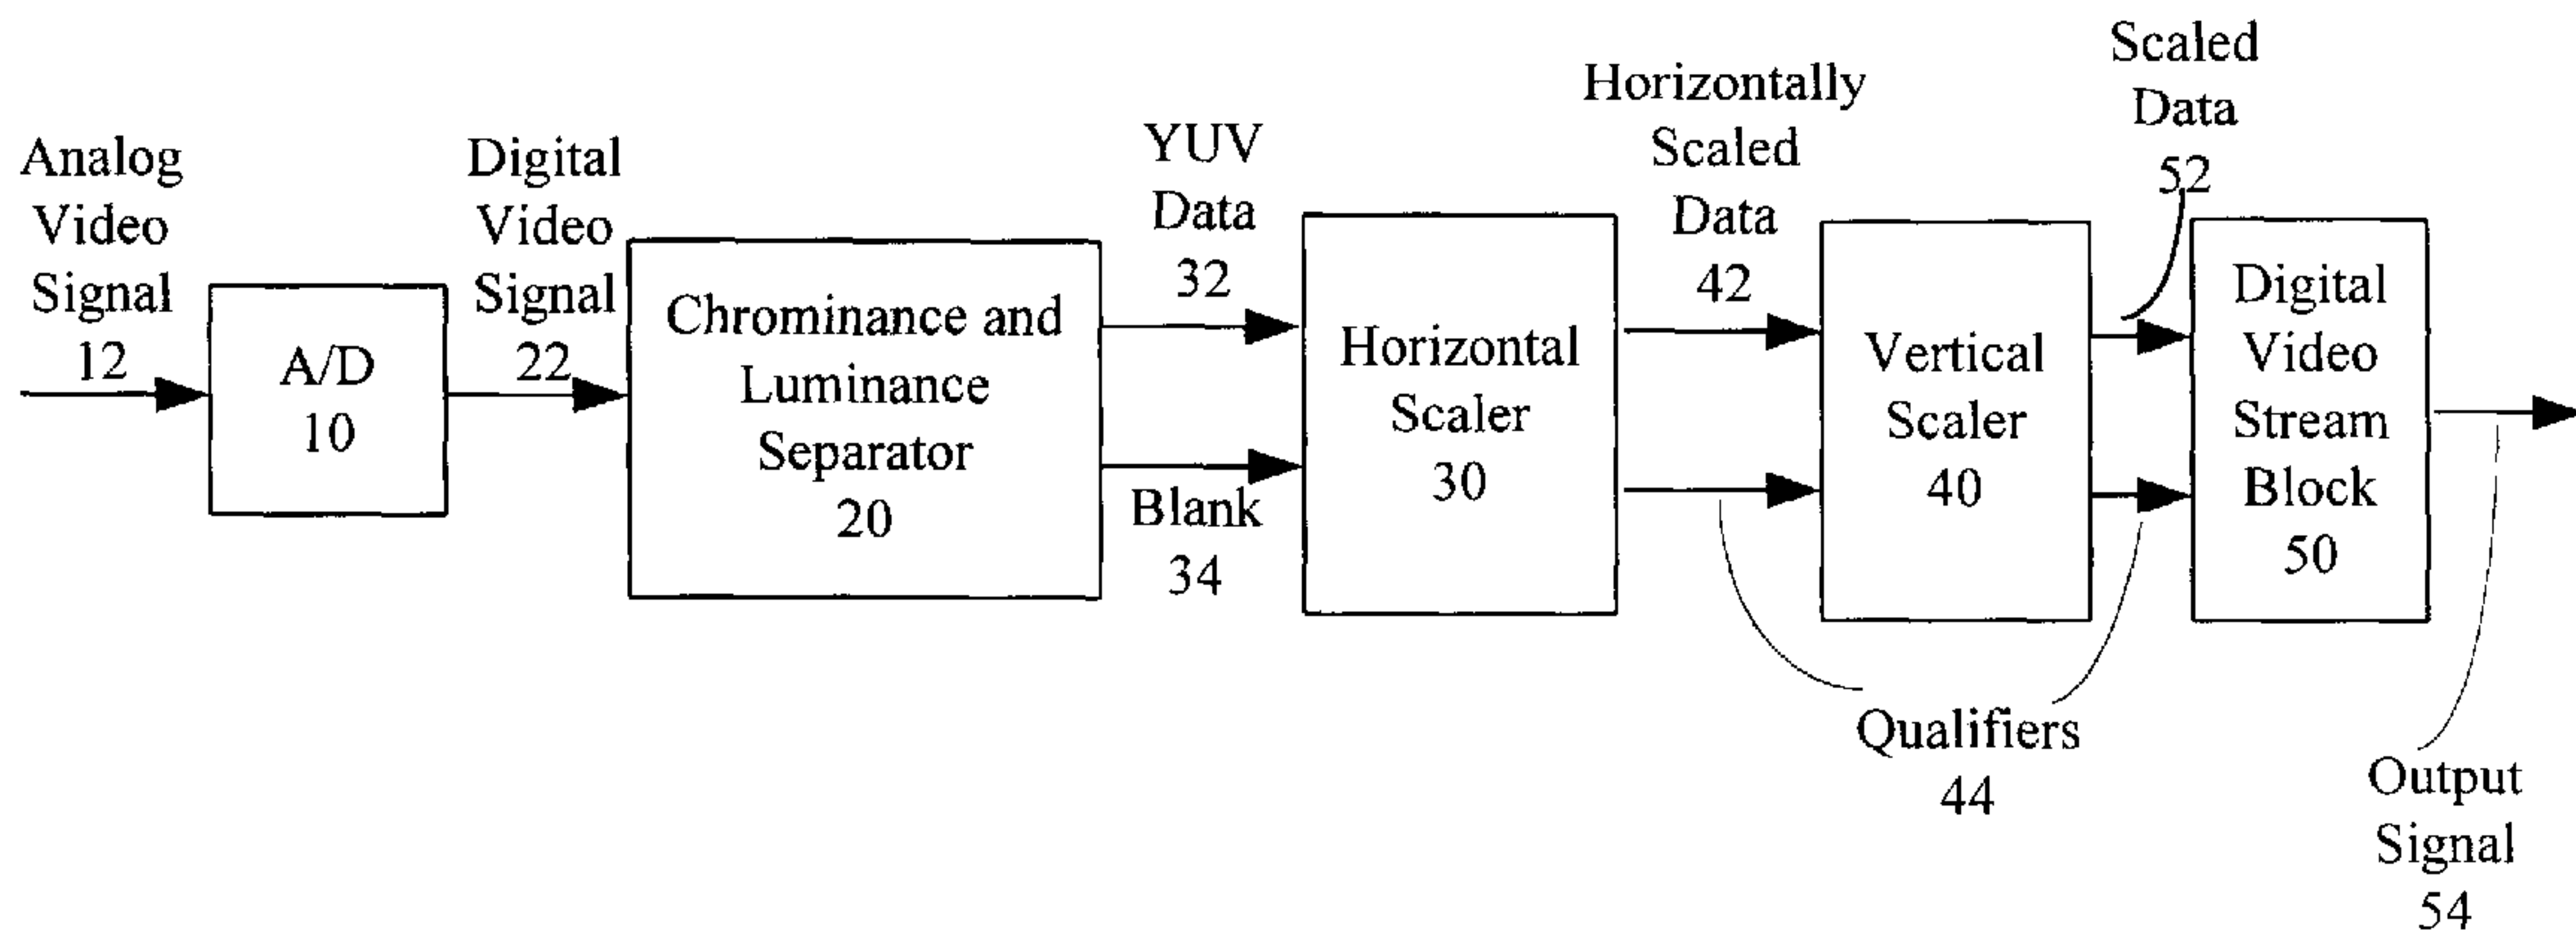 Analog
Video
Signal
12
A/D
10
Digital
Video
Signal
22
Chrominance and
Luminance
Separator
20
YUV
Data
32
Blank
34
Horizontal
Scaler
30
Horizontally
Scaled
Data
42
Vertical
Scaler
40
Qualifiers
44
Scaled
Data
52
Digital
Video
Stream
Block
50
Output
Signal
54